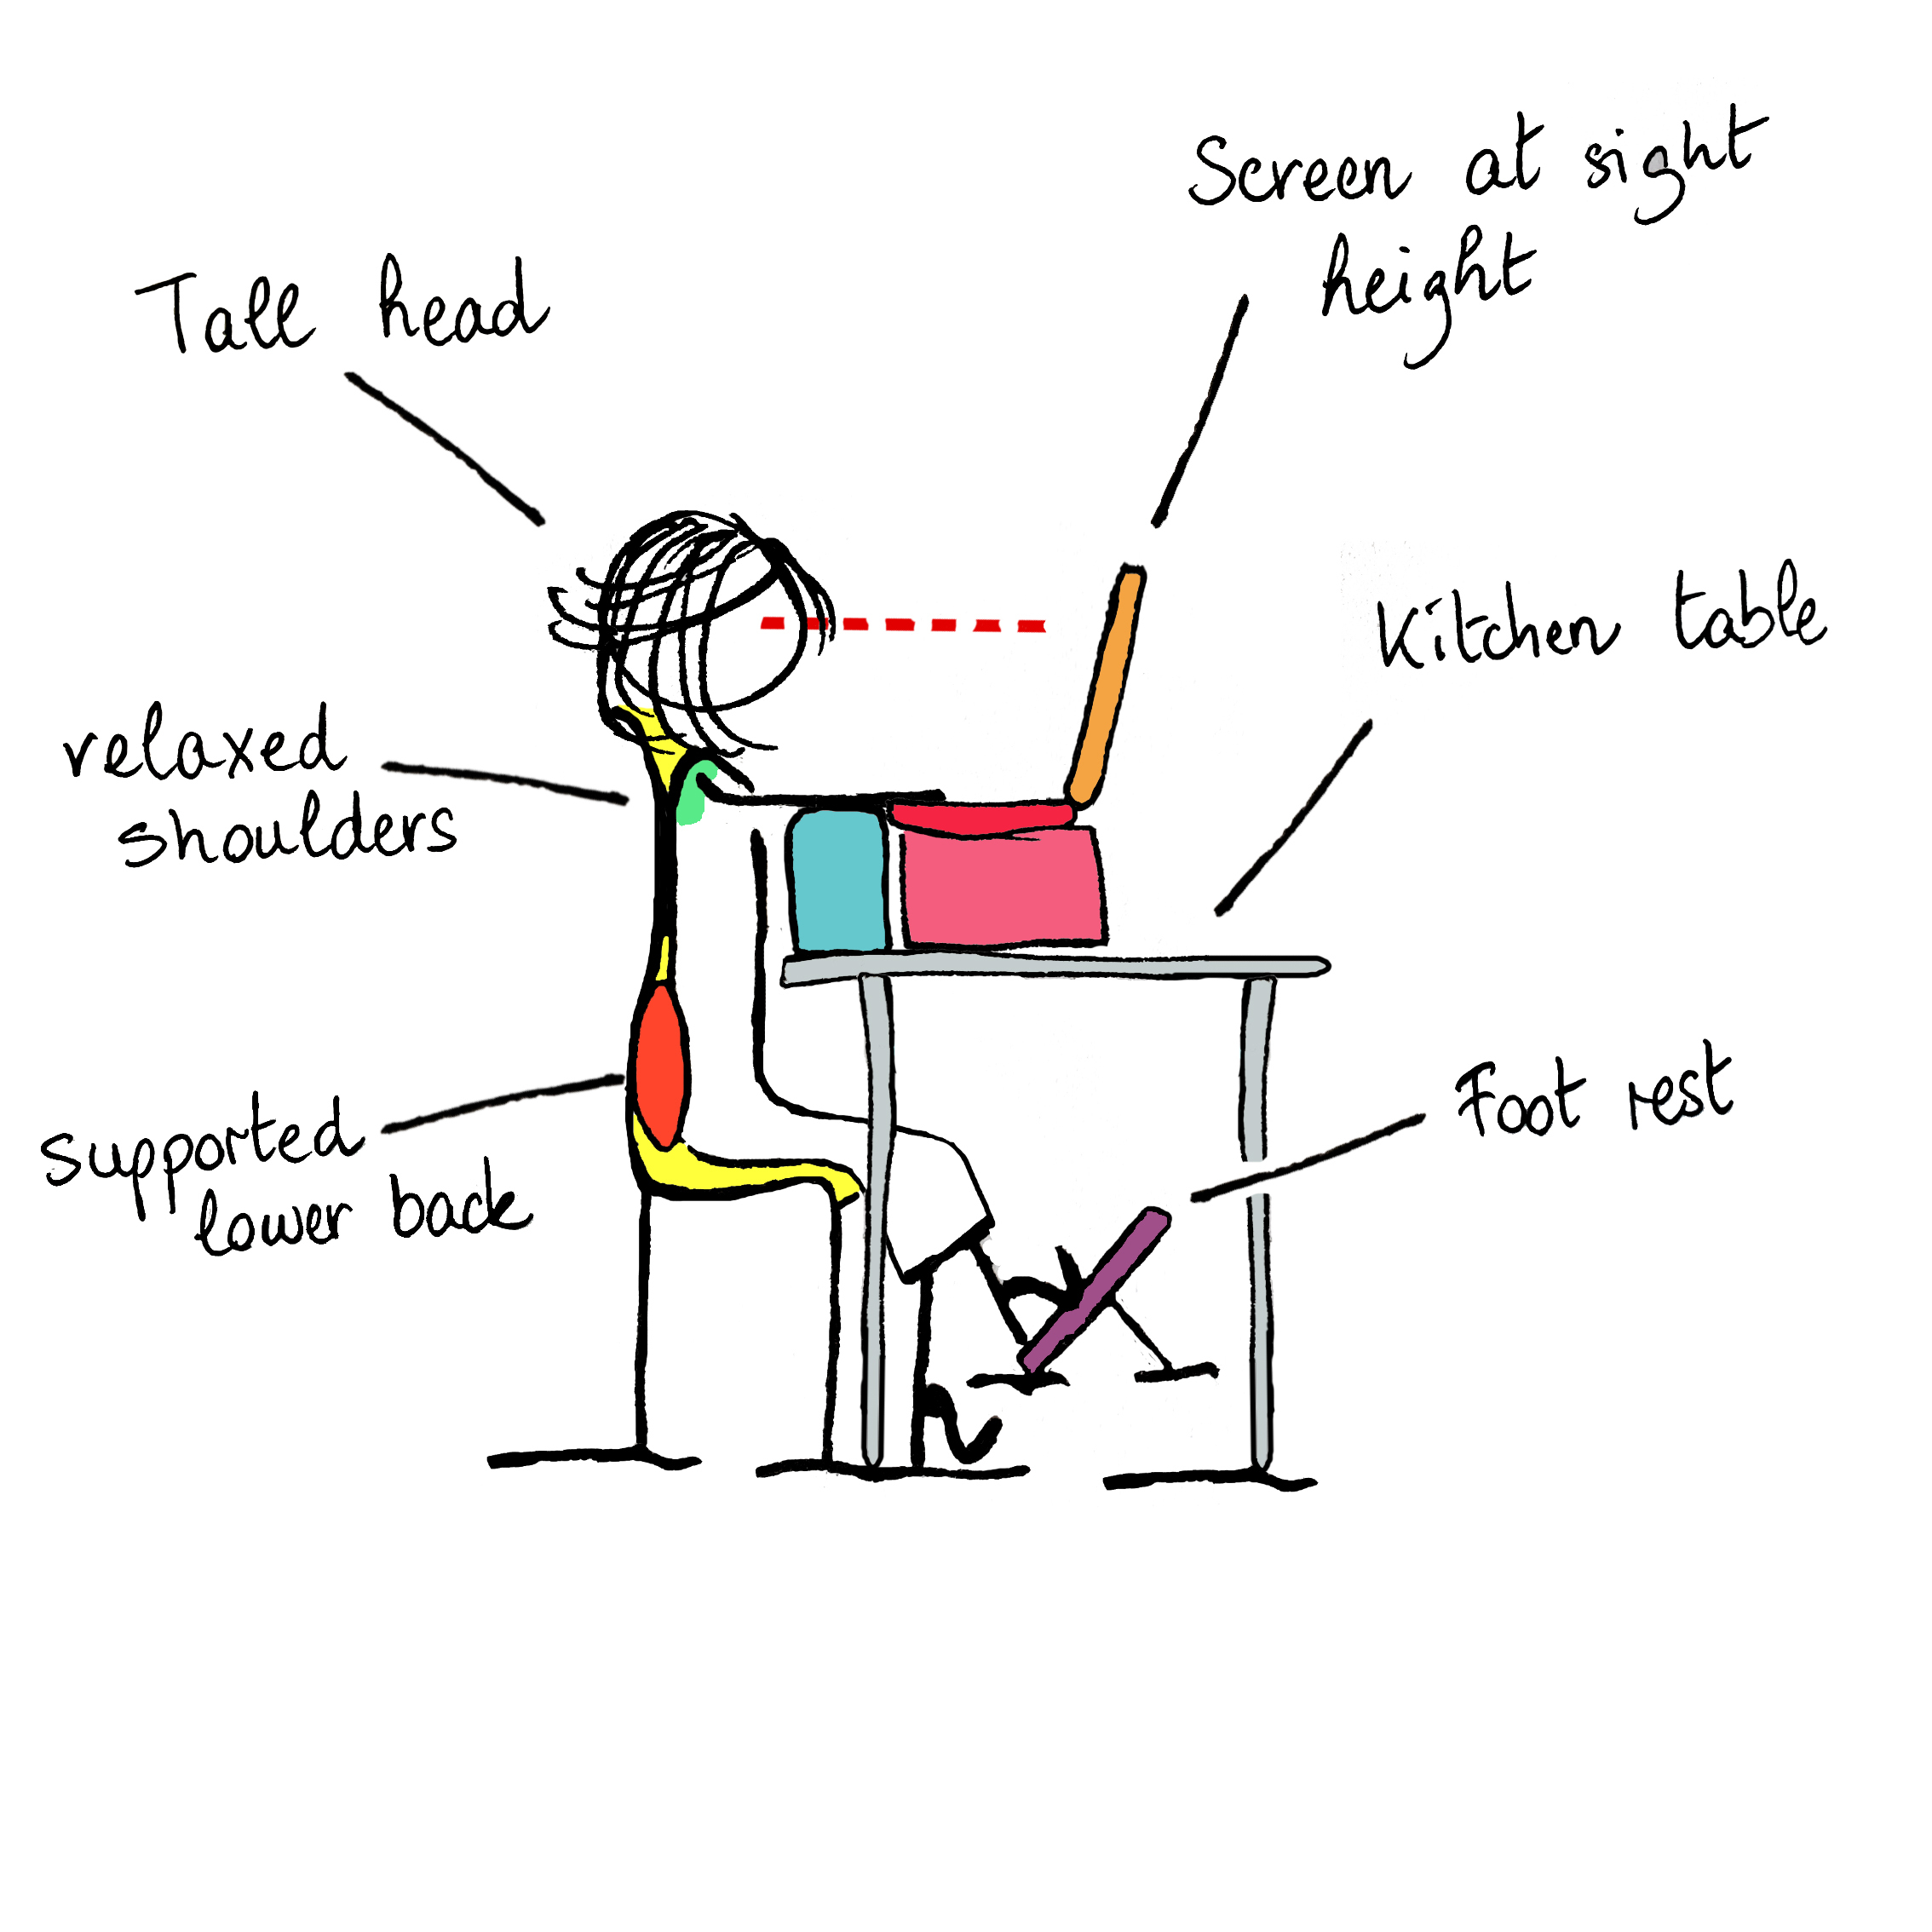 Screen at sight
height
Tall head
Kitchen table
relaxed
shoulders
Foot rest
supported
lower back